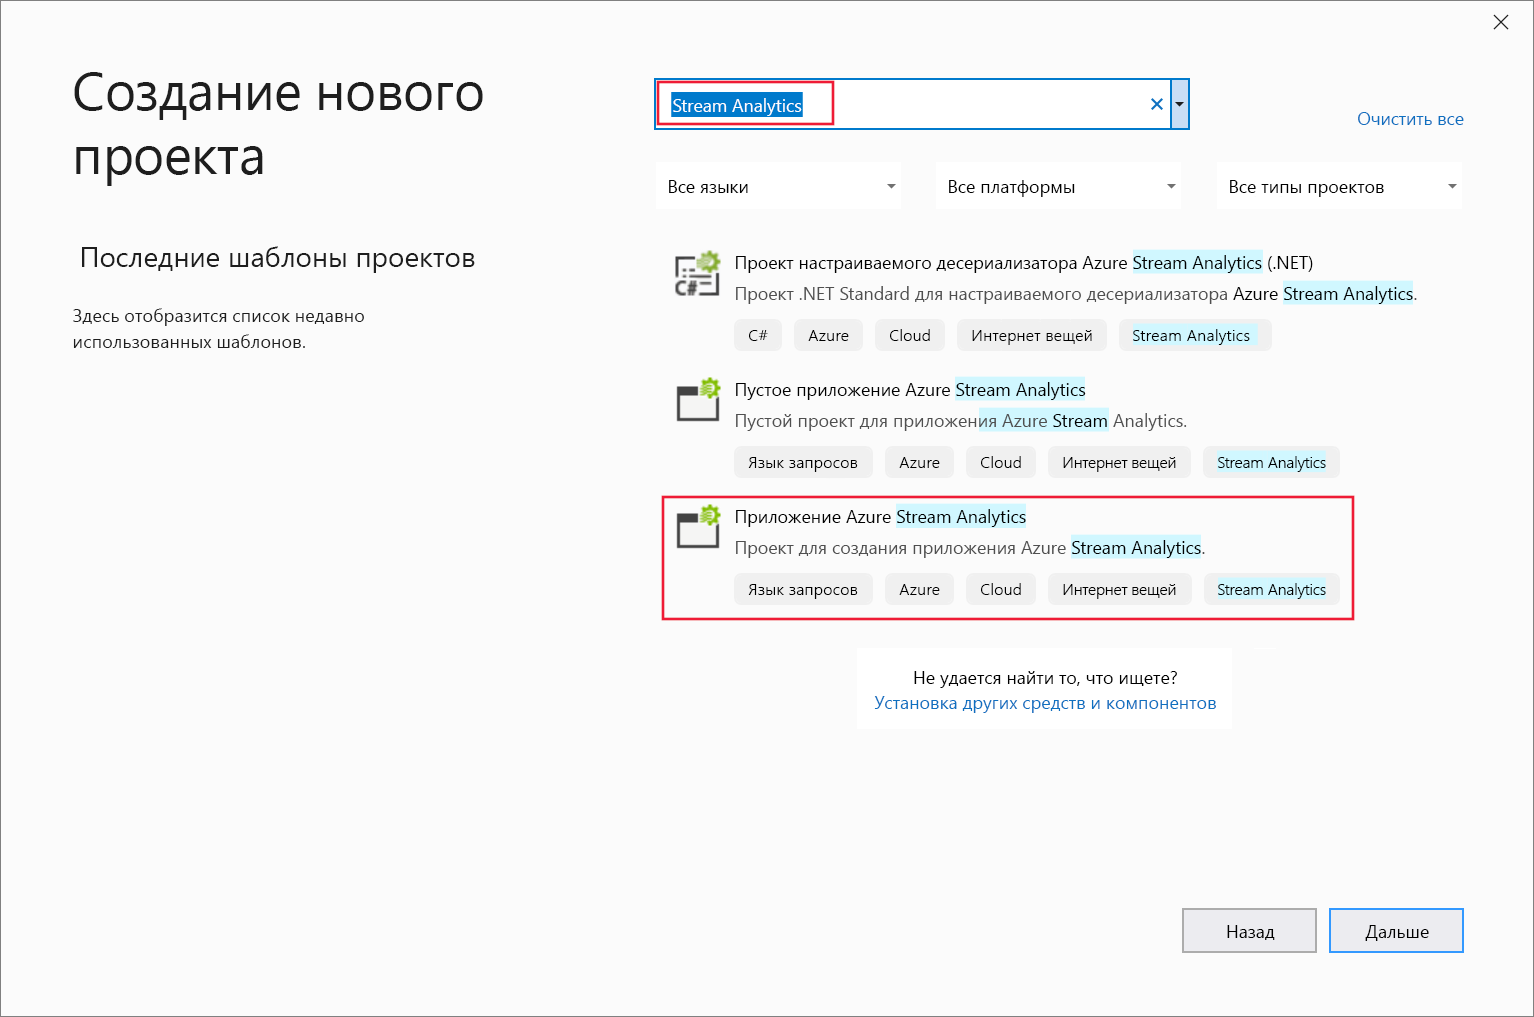 Создание нового
проекта
Последние шаблоны проектов
Здесь отобразится список недавно
использованных шаблонов.
Stream Analytics
Очистить все
Все языки
Все платформы
Все типы проектов
Проект настраиваемого десериализатора Azure Stream Analytics (.NET)
Проект .NET Standard для настраиваемого десериализатора Azure Stream Analytics.
C# Azure Cloud Интернет вещей Stream Analytics
Пустое приложение Azure Stream Analytics
Пустой проект для приложения Azure Stream Analytics.
Язык запросов Azure Cloud Интернет вещей Stream Analytics
Приложение Azure Stream Analytics
Проект для создания приложения Azure Stream Analytics.
Язык запросов Azure Cloud Интернет вещей Stream Analytics
Не удается найти то, что ищете?
Установка других средств и компонентов
Назад
Дальше